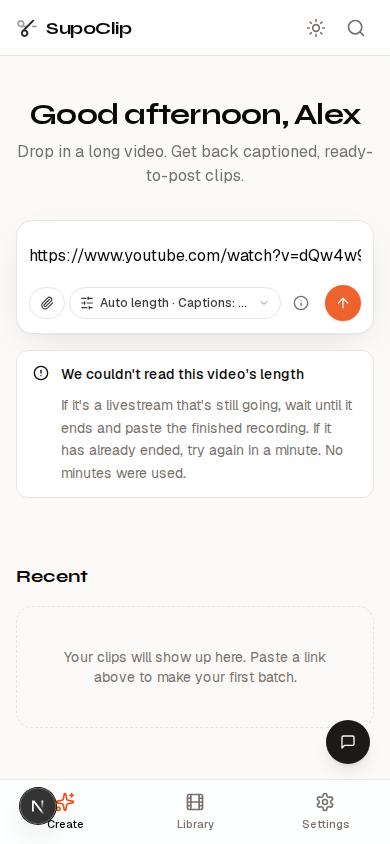 SupoClip
Good afternoon, Alex
Drop in a long video. Get back captioned, ready-
to-post clips.
https://www.youtube.com/watch?v=dQw4w9
Auto length · Captions: ...
We couldn't read this video's length
If it's a livestream that's still going, wait until it
ends and paste the finished recording. If it
has already ended, try again in a minute. No
minutes were used.
Recent
Your clips will show up here. Paste a link
above to make your first batch.
N
Create
Library
Settings